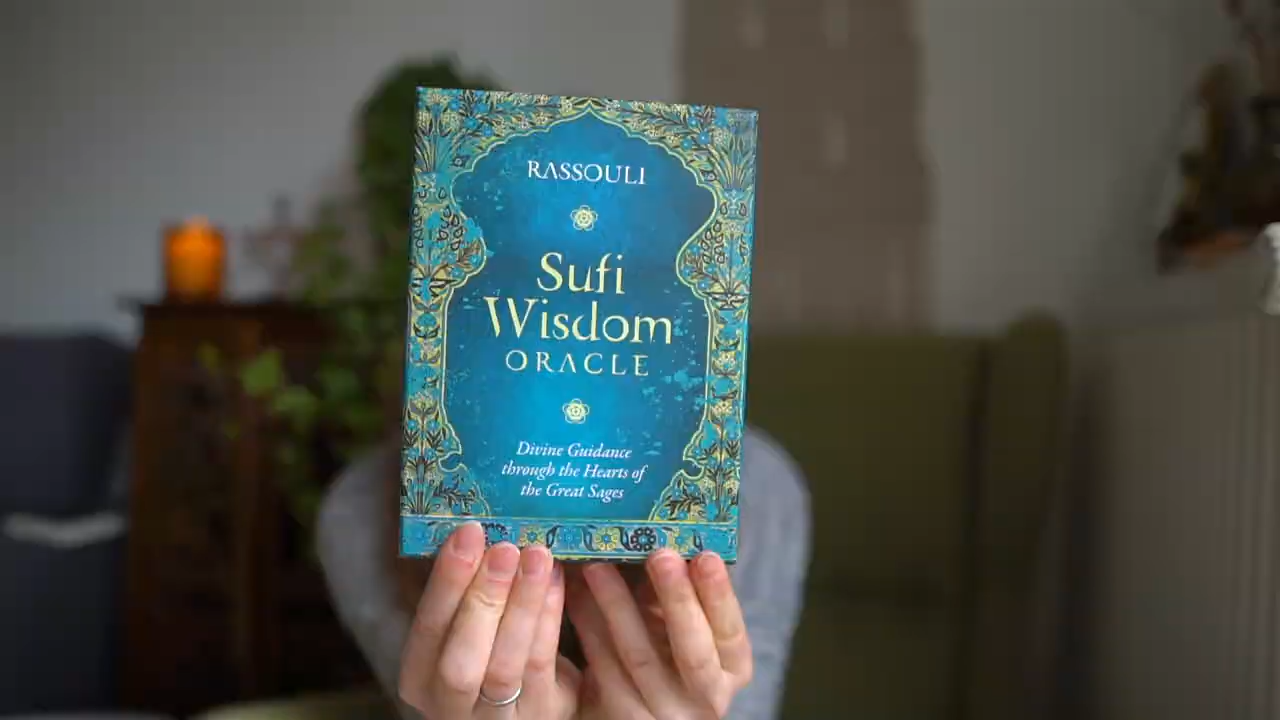 RASSOULI
Sufi
Wisdom
ORACLE
Divine Guidance
through the Hearts of
the Great Sages